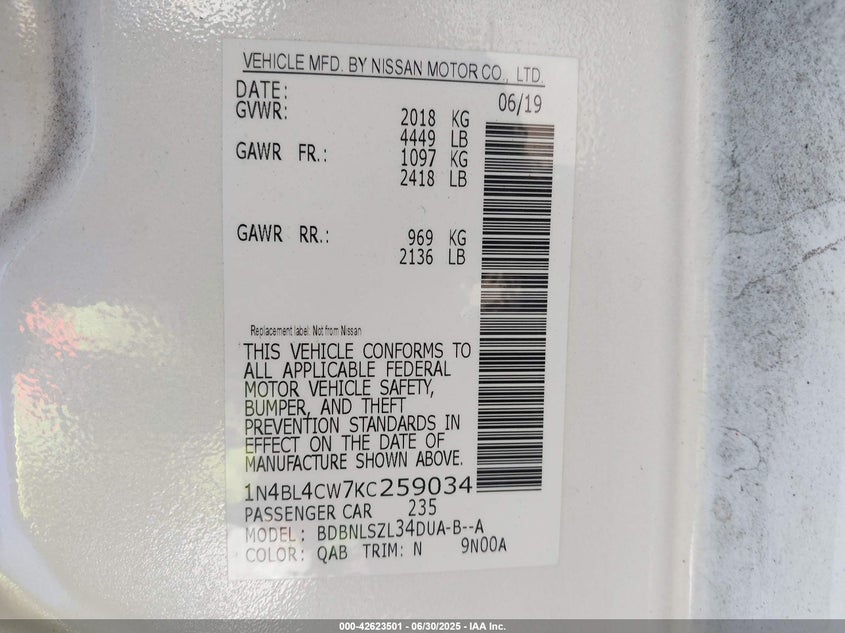 VEHICLE MFD. BY NISSAN MOTOR CO., LTD.
DATE: 06/19
GVWR: 2018 KG
4449 LB
GAWR FR.: 1097 KG
2418 LB
GAWR RR.: 969 KG
2136 LB
Replacement label: Not from Nissan
THIS VEHICLE CONFORMS TO
ALL APPLICABLE FEDERAL
MOTOR VEHICLE SAFETY,
BUMPER, AND THEFT
PREVENTION STANDARDS IN
EFFECT ON THE DATE OF
MANUFACTURE SHOWN ABOVE.
1N4BL4CW7KC259034
PASSENGER CAR 235
MODEL: BDBNLSZL34DUA-B--A
COLOR: QAB TRIM: N 9N00A
000-42623501 - 06/30/2025 - IAA Inc.